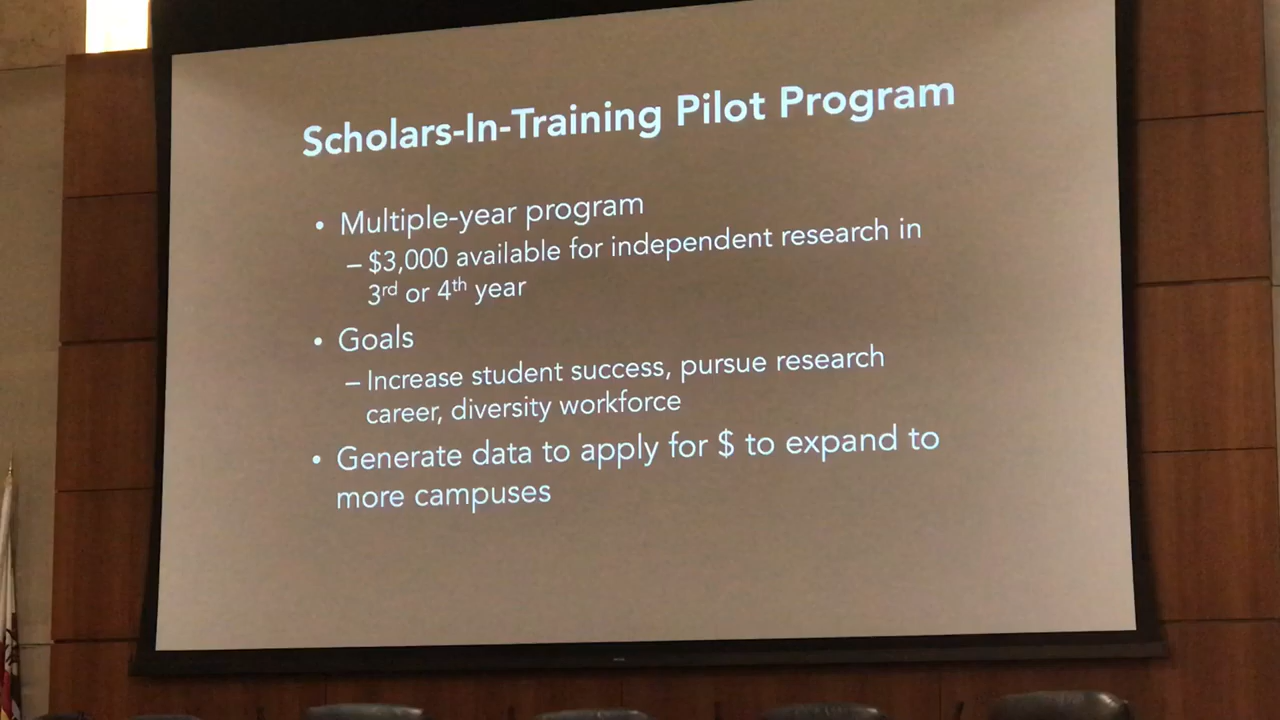 Scholars-In-Training Pilot Program
• Multiple-year program
– $3,000 available for independent research in
3rd or 4th year
• Goals
– Increase student success, pursue research
career, diversity workforce
• Generate data to apply for $ to expand to
more campuses